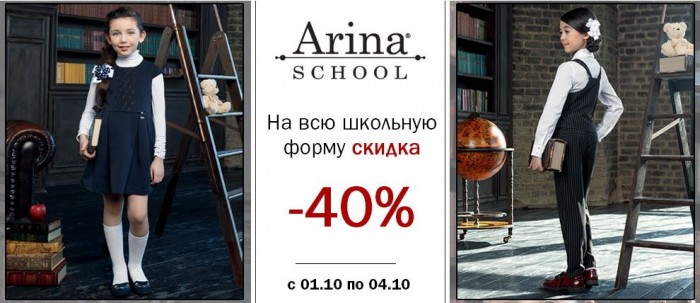 Arina®
SCHOOL
На всю школьную
форму скидка
-40%
с 01.10 по 04.10